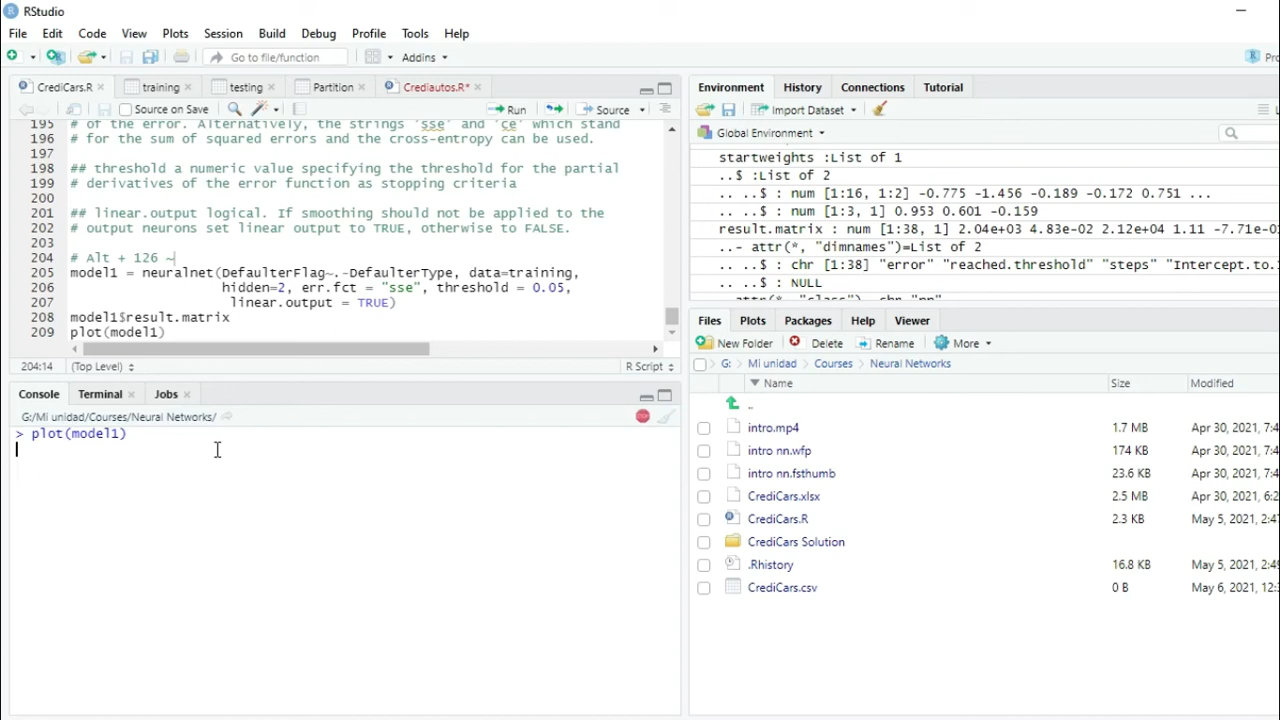 RStudio
File Edit Code View Plots Session Build Debug Profile Tools Help
Go to file/function Addins
CrediCars.R training testing Partition Crediautos.R*
Source on Save Run Source
195 # of the error. Alternatively, the strings 'sse' and 'ce' which stand
196 # for the sum of squared errors and the cross-entropy can be used.
197
198 ## threshold a numeric value specifying the threshold for the partial
199 # derivatives of the error function as stopping criteria
200
201 ## linear.output logical. If smoothing should not be applied to the
202 # output neurons set linear output to TRUE, otherwise to FALSE.
203
204 # Alt + 126 ~
205 model1 = neuralnet(DefaulterFlag~.-DefaulterType, data=training,
206 hidden=2, err.fct = "sse", threshold = 0.05,
207 linear.output = TRUE)
208 model1$result.matrix
209 plot(model1)
204:14 (Top Level) R Script
Console Terminal Jobs
G:/Mi unidad/Courses/Neural Networks/
> plot(model1)
Environment History Connections Tutorial
Import Dataset
Global Environment
startweights :List of 1
..$ :List of 2
.. ..$ : num [1:16, 1:2] -0.775 -1.456 -0.189 -0.172 0.751 ...
.. ..$ : num [1:3, 1] 0.953 0.601 -0.159
result.matrix : num [1:38, 1] 2.04e+03 4.83e-02 2.12e+04 1.11 -7.71e-01
..- attr(*, "dimnames")=List of 2
.. ..$ : chr [1:38] "error" "reached.threshold" "steps" "Intercept.to.
.. ..$ : NULL
Files Plots Packages Help Viewer
New Folder Delete Rename More
G: Mi unidad Courses Neural Networks
Name Size Modified
..
intro.mp4 1.7 MB Apr 30, 2021, 7:4
intro nn.wfp 174 KB Apr 30, 2021, 7:4
intro nn.fsthumb 23.6 KB Apr 30, 2021, 7:4
CrediCars.xlsx 2.5 MB Apr 30, 2021, 6:2
CrediCars.R 2.3 KB May 5, 2021, 
CrediCars Solution
.Rhistory 16.8 KB May 5, 2021, 2:49
CrediCars.csv 0 B May 6, 2021, 12: